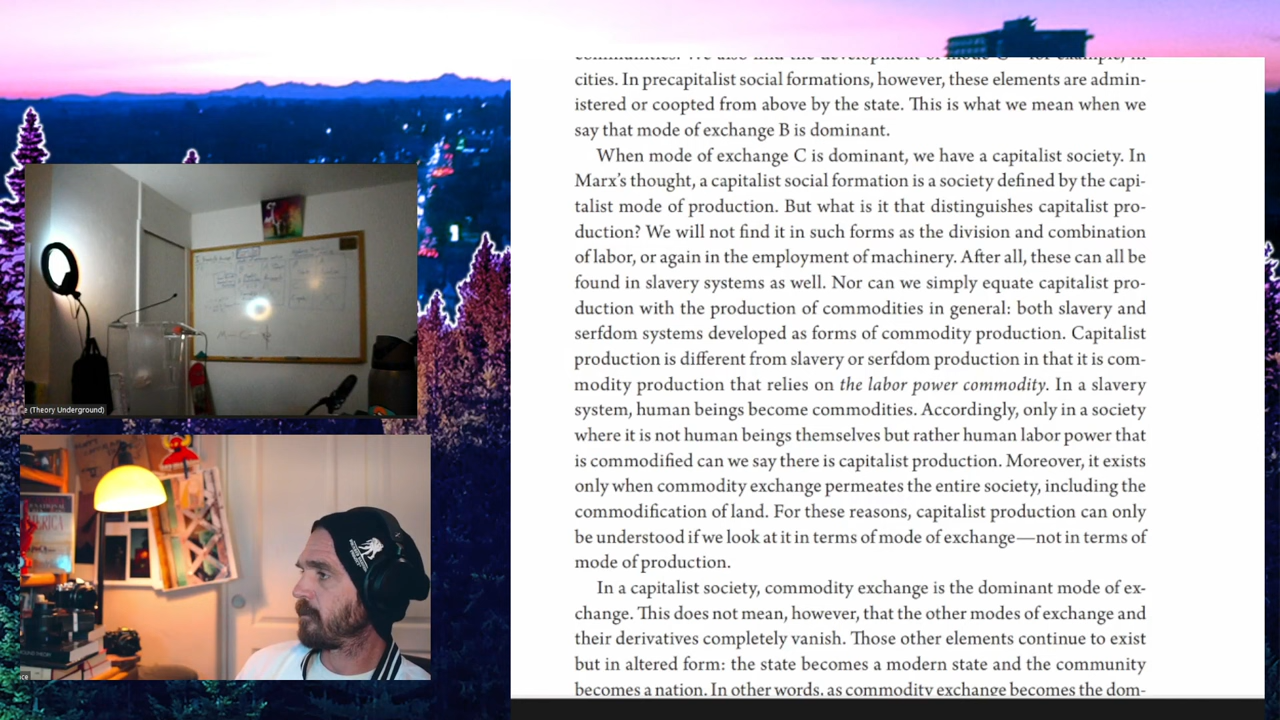 cities. In precapitalist social formations, however, these elements are admin-
istered or coopted from above by the state. This is what we mean when we
say that mode of exchange B is dominant.
When mode of exchange C is dominant, we have a capitalist society. In
Marx's thought, a capitalist social formation is a society defined by the capi-
talist mode of production. But what is it that distinguishes capitalist pro-
duction? We will not find it in such forms as the division and combination
of labor, or again in the employment of machinery. After all, these can all be
found in slavery systems as well. Nor can we simply equate capitalist pro-
duction with the production of commodities in general: both slavery and
serfdom systems developed as forms of commodity production. Capitalist
production is different from slavery or serfdom production in that it is com-
modity production that relies on the labor power commodity. In a slavery
system, human beings become commodities. Accordingly, only in a society
where it is not human beings themselves but rather human labor power that
is commodified can we say there is capitalist production. Moreover, it exists
only when commodity exchange permeates the entire society, including the
commodification of land. For these reasons, capitalist production can only
be understood if we look at it in terms of mode of exchange—not in terms of
mode of production.
In a capitalist society, commodity exchange is the dominant mode of ex-
change. This does not mean, however, that the other modes of exchange and
their derivatives completely vanish. Those other elements continue to exist
but in altered form: the state becomes a modern state and the community
becomes a nation. In other words, as commodity exchange becomes the dom-
(Theory Underground)